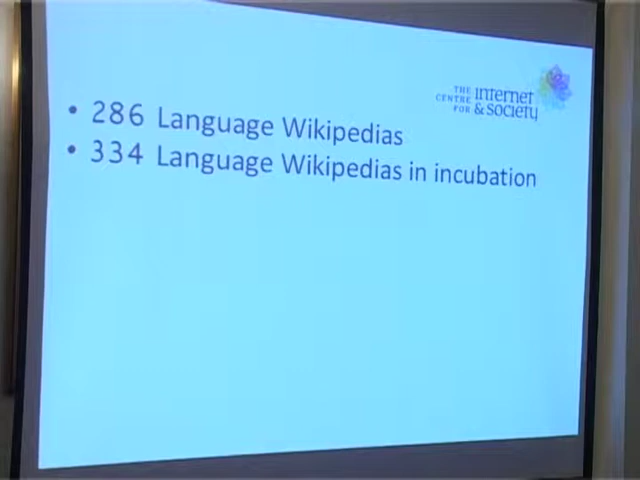 THE
CENTRE
FOR
internet
& society
• 286 Language Wikipedias
• 334 Language Wikipedias in incubation